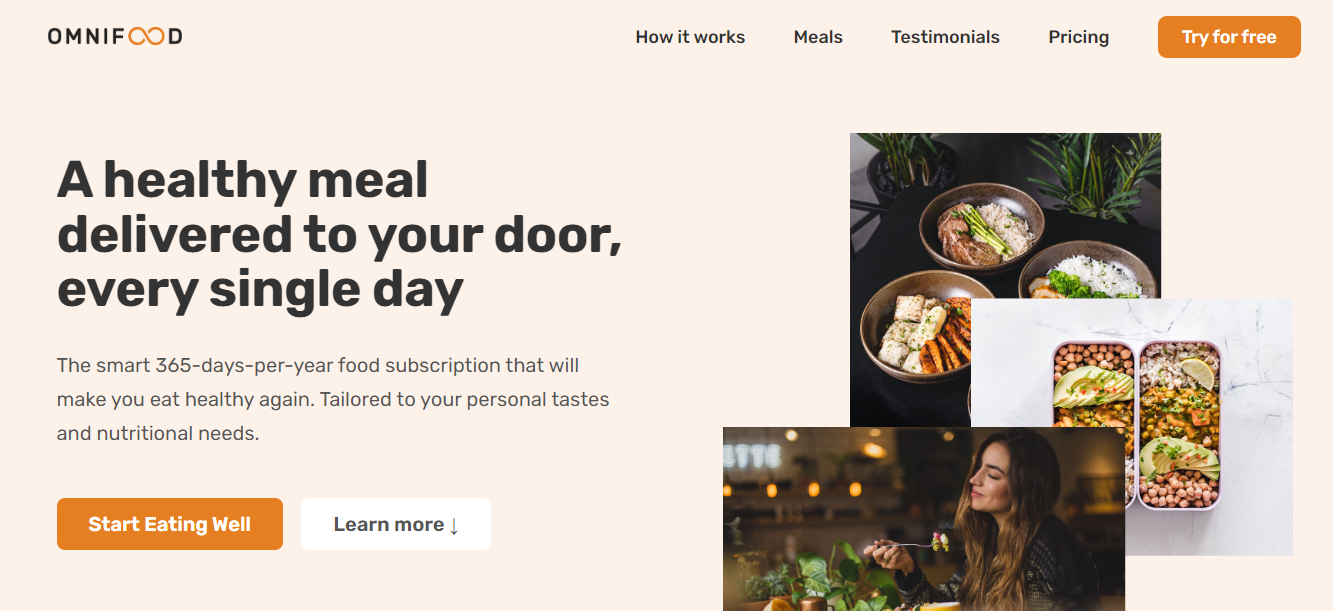 OMNIFOOD
How it works
Meals
Testimonials
Pricing
Try for free
A healthy meal
delivered to your door,
every single day
The smart 365-days-per-year food subscription that will
make you eat healthy again. Tailored to your personal tastes
and nutritional needs.
Start Eating Well
Learn more ↓
ETTE